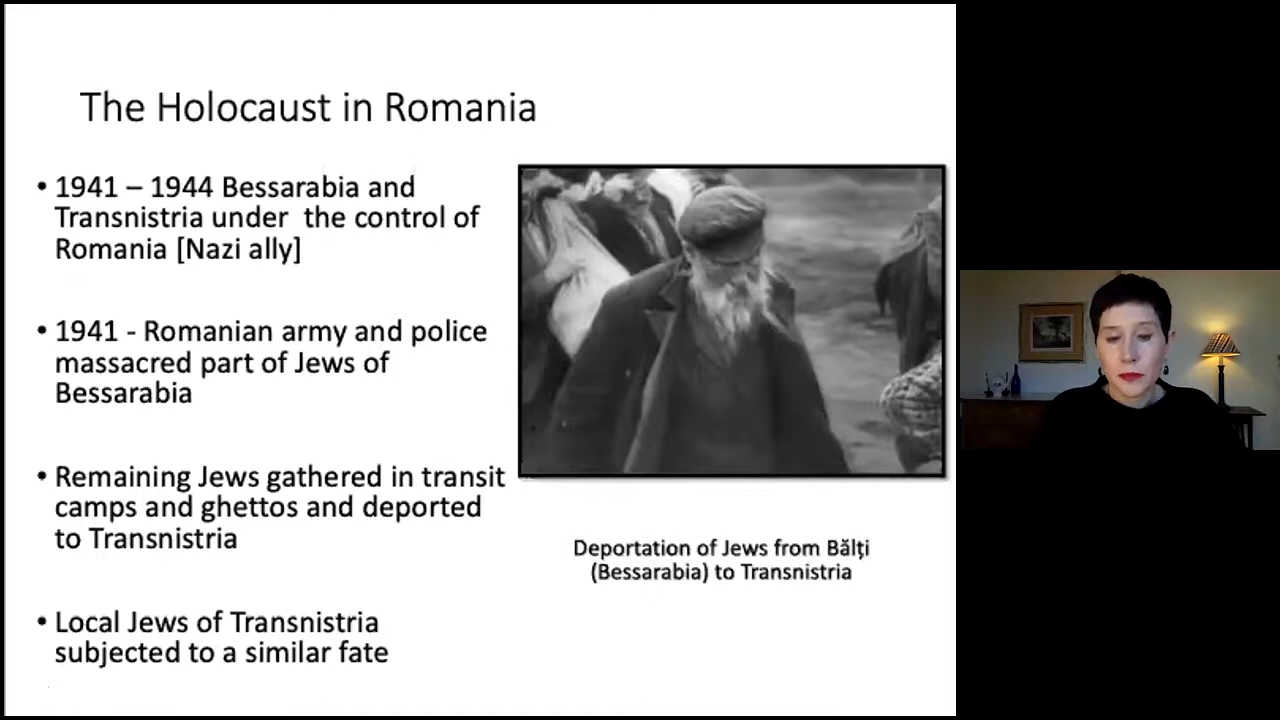 The Holocaust in Romania
• 1941 – 1944 Bessarabia and
Transnistria under the control of
Romania [Nazi ally]
• 1941 - Romanian army and police
massacred part of Jews of
Bessarabia
• Remaining Jews gathered in transit
camps and ghettos and deported
to Transnistria
• Local Jews of Transnistria
subjected to a similar fate
Deportation of Jews from Bălți
(Bessarabia) to Transnistria